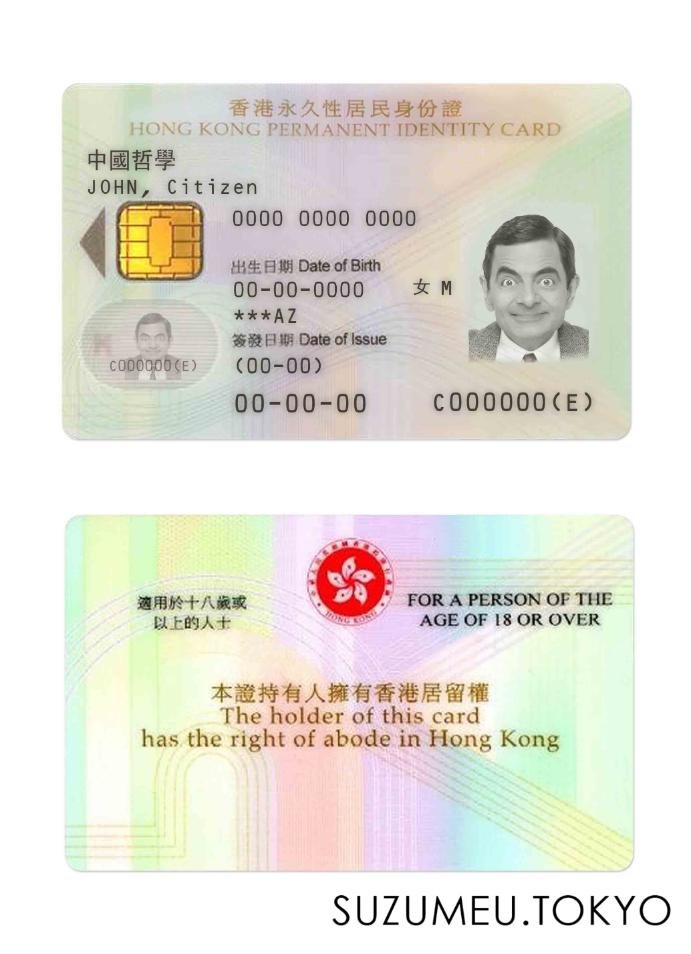 香港永久性居民身份證
HONG KONG PERMANENT IDENTITY CARD
中國哲學
JOHN, Citizen
0000 0000 0000
出生日期 Date of Birth
00-00-0000 女 M
***AZ
簽發日期 Date of Issue
(00-00)
C000000(E)
00-00-00 C000000(E)
HONG KONG
適用於十八歲或
以上的人士
FOR A PERSON OF THE
AGE OF 18 OR OVER
本證持有人擁有香港居留權
The holder of this card
has the right of abode in Hong Kong
SUZUMEU.TOKYO